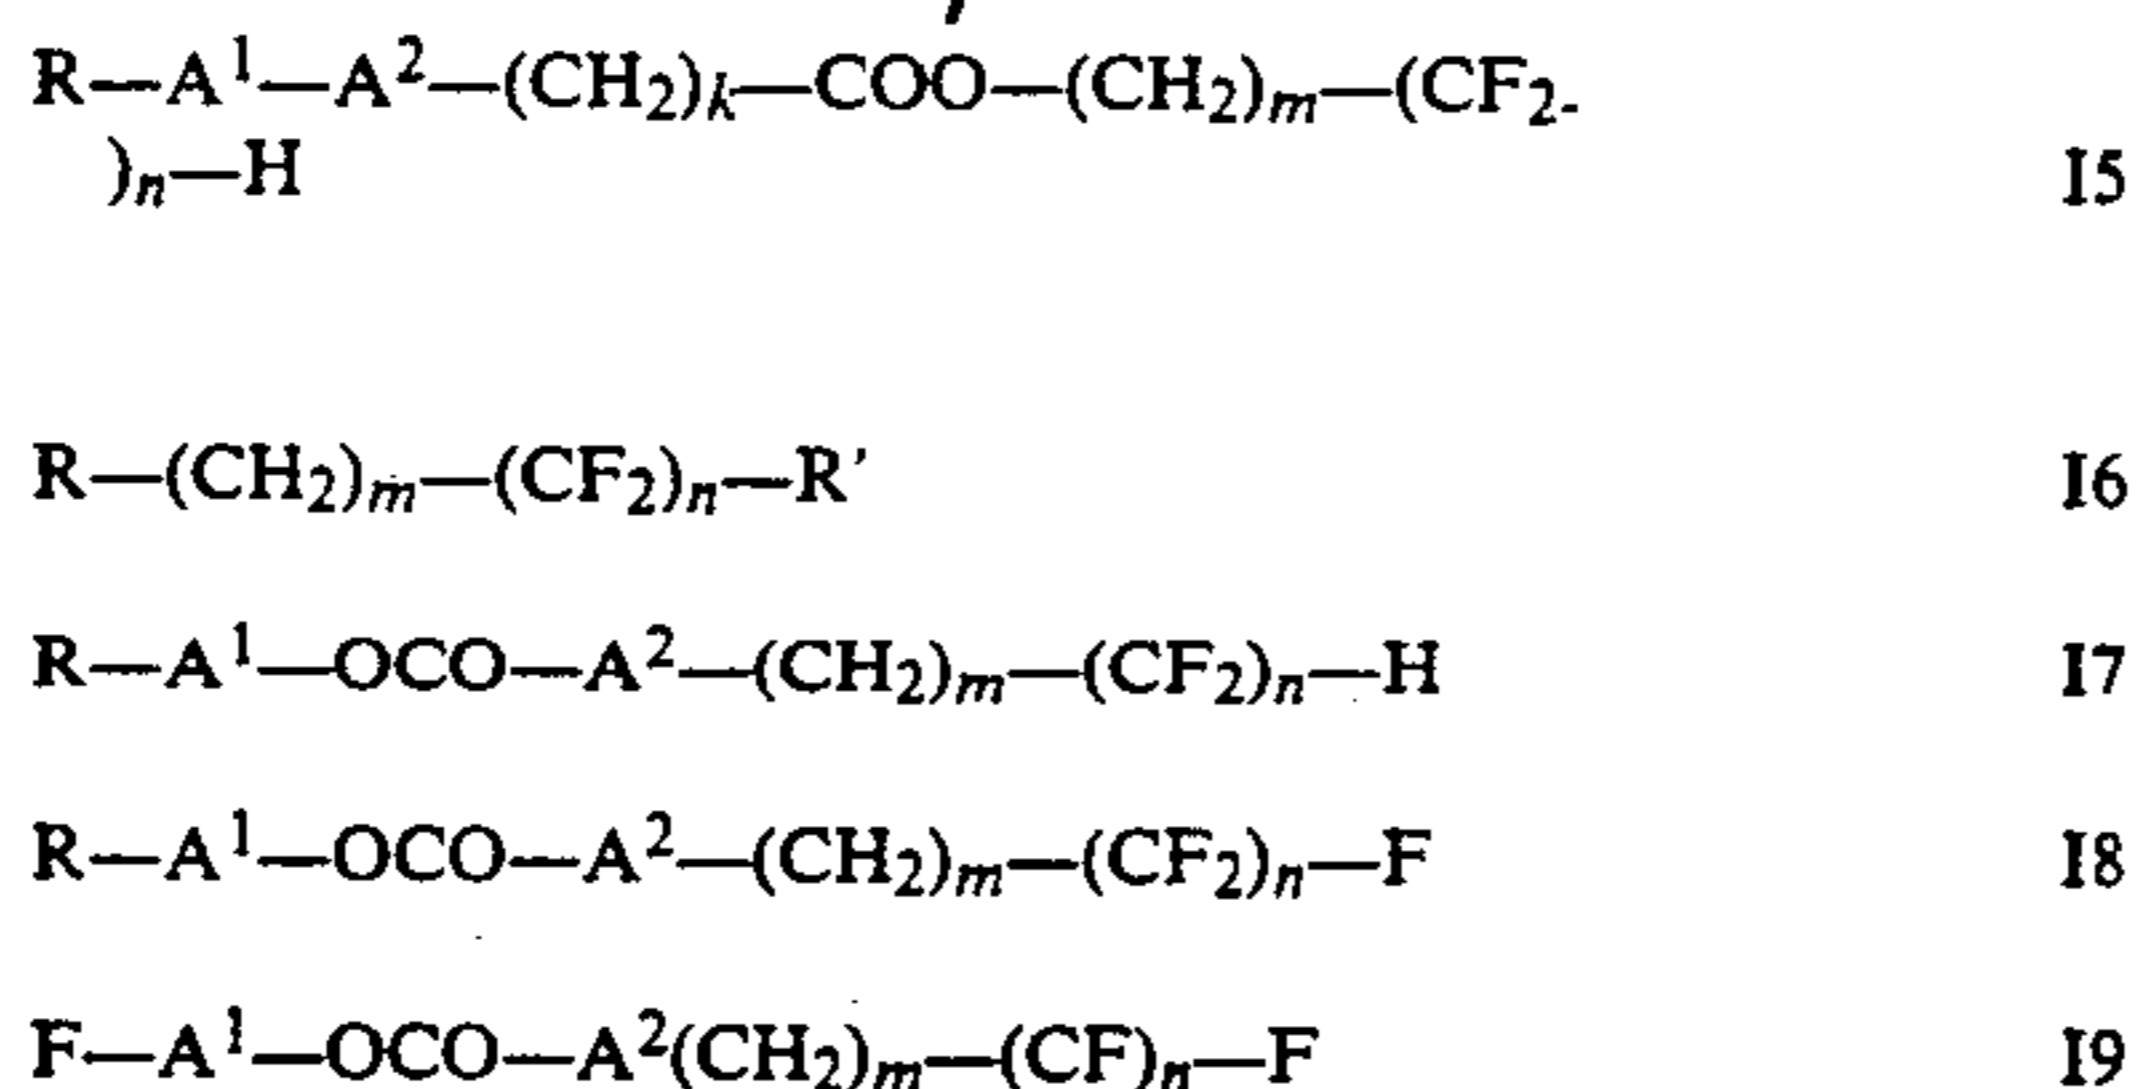 R—A¹—A²—(CH₂)ₖ—COO—(CH₂)ₘ—(CF₂-
)ₙ—H I5
R—(CH₂)ₘ—(CF₂)ₙ—R' I6
R—A¹—OCO—A²—(CH₂)ₘ—(CF₂)ₙ—H I7
R—A¹—OCO—A²—(CH₂)ₘ—(CF₂)ₙ—F I8
F—A¹—OCO—A²(CH₂)ₘ—(CF)ₙ—F I9